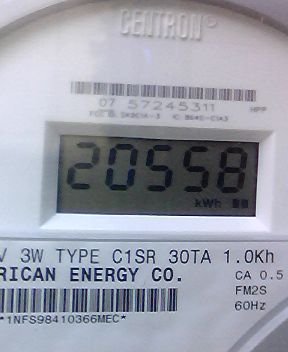 CENTRON®
07 57245311 HPP
20558
kWh
V 3W TYPE C1SR 30TA 1.0Kh
RICAN ENERGY CO.
CA 0.5
FM2S
60Hz
*1NFS98410366MEC*